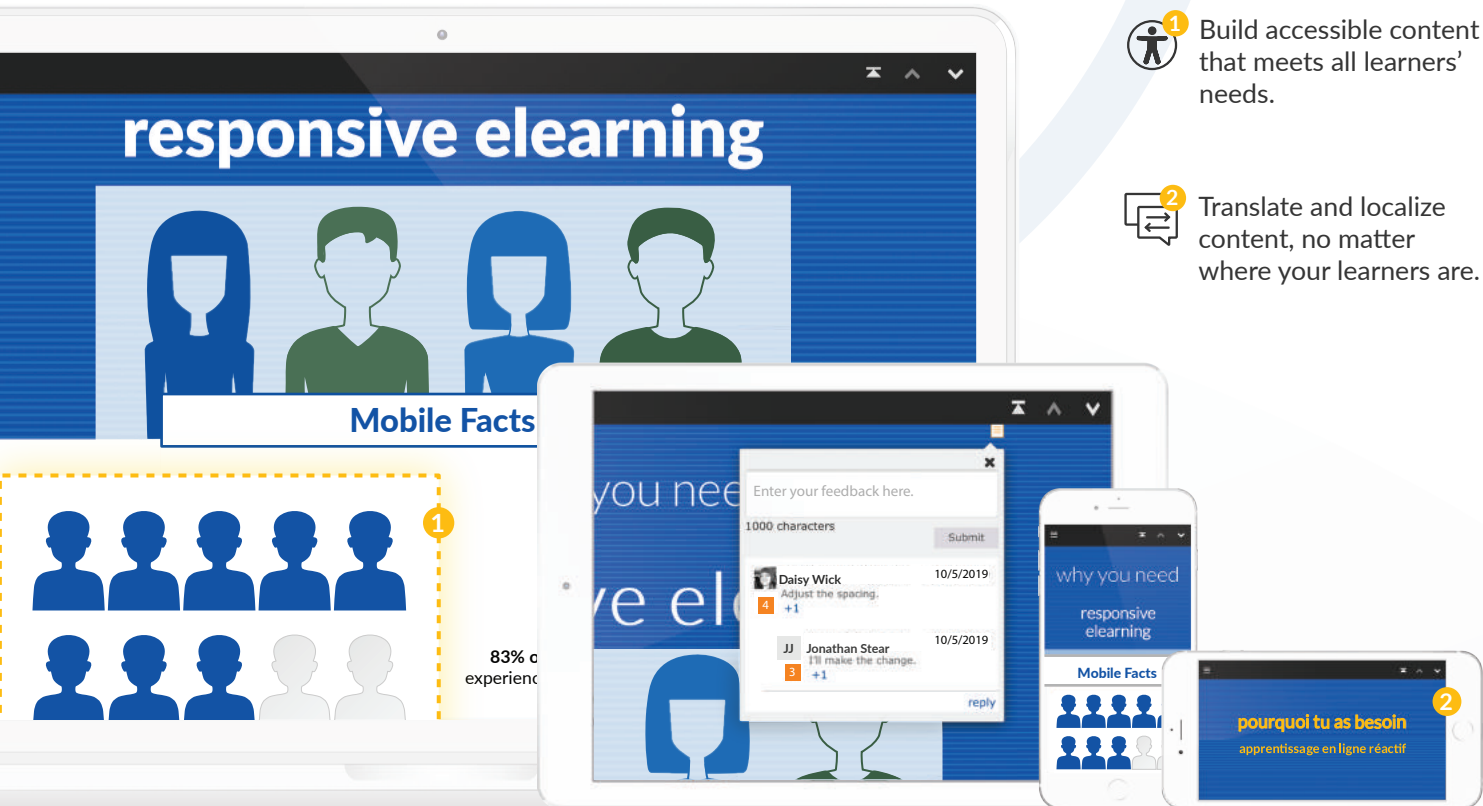 responsive elearning
Mobile Facts
1
83% o
experienc
you nee
ve el
Enter your feedback here.
1000 characters
Submit
Daisy Wick
10/5/2019
Adjust the spacing.
4
+1
JJ
Jonathan Stear
10/5/2019
I'll make the change.
3
+1
reply
why you need
responsive
elearning
Mobile Facts
2
pourquoi tu as besoin
apprentissage en ligne réactif
1
Build accessible content
that meets all learners'
needs.
2
Translate and localize
content, no matter
where your learners are.